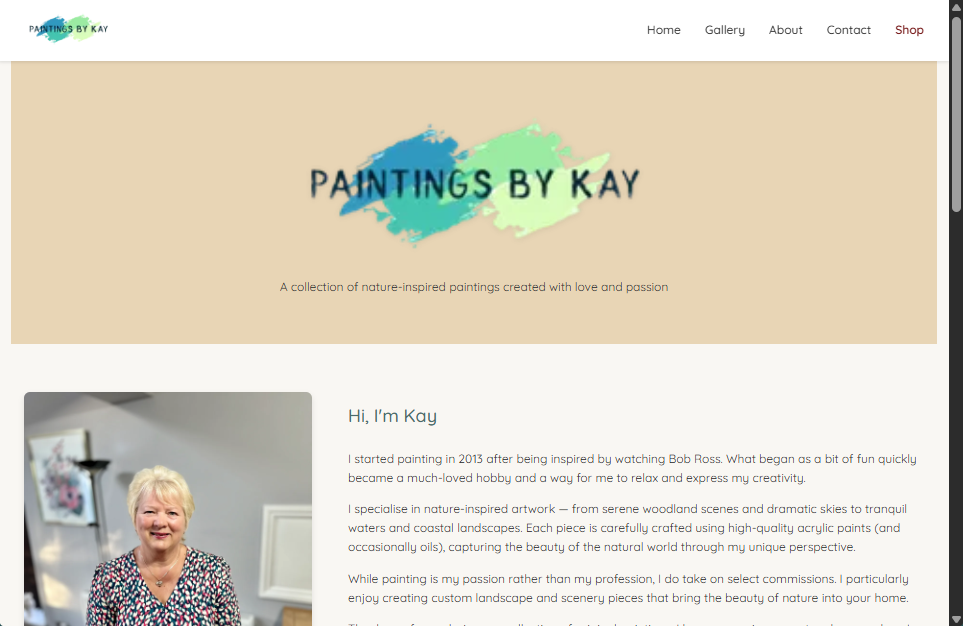 PAINTINGS BY KAY
Home Gallery About Contact Shop
PAINTINGS BY KAY
A collection of nature-inspired paintings created with love and passion
Hi, I'm Kay
I started painting in 2013 after being inspired by watching Bob Ross. What began as a bit of fun quickly
became a much-loved hobby and a way for me to relax and express my creativity.
I specialise in nature-inspired artwork — from serene woodland scenes and dramatic skies to tranquil
waters and coastal landscapes. Each piece is carefully crafted using high-quality acrylic paints (and
occasionally oils), capturing the beauty of the natural world through my unique perspective.
While painting is my passion rather than my profession, I do take on select commissions. I particularly
enjoy creating custom landscape and scenery pieces that bring the beauty of nature into your home.